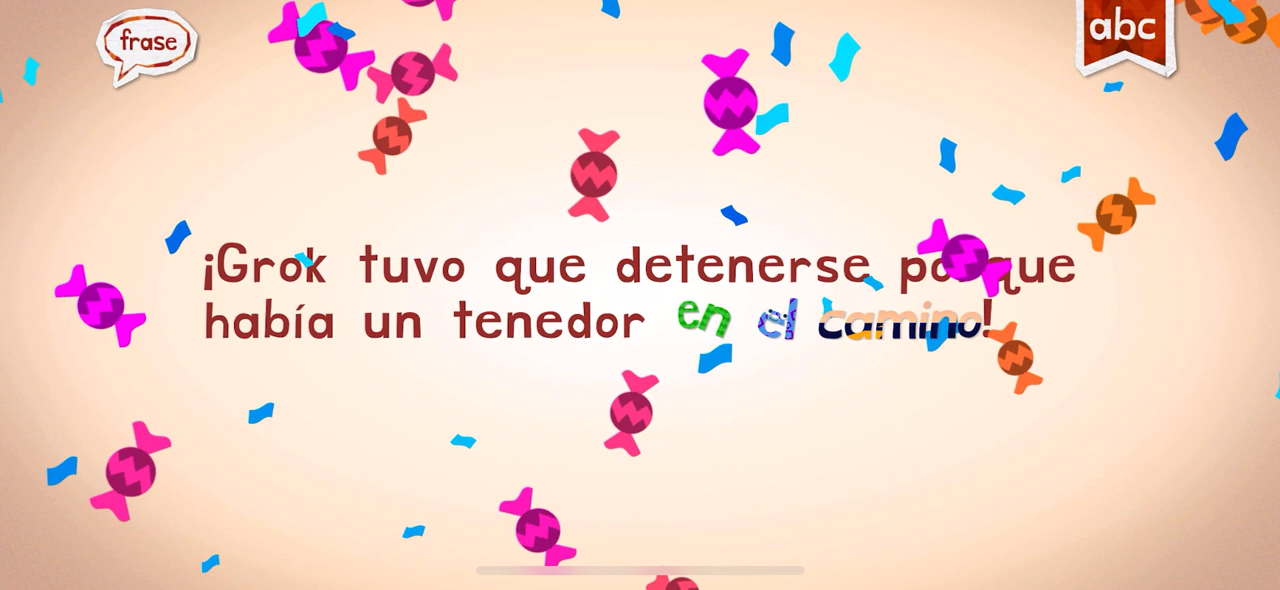 frase
abc
¡Grok tuvo que detenerse porque
había un tenedor en el camino!